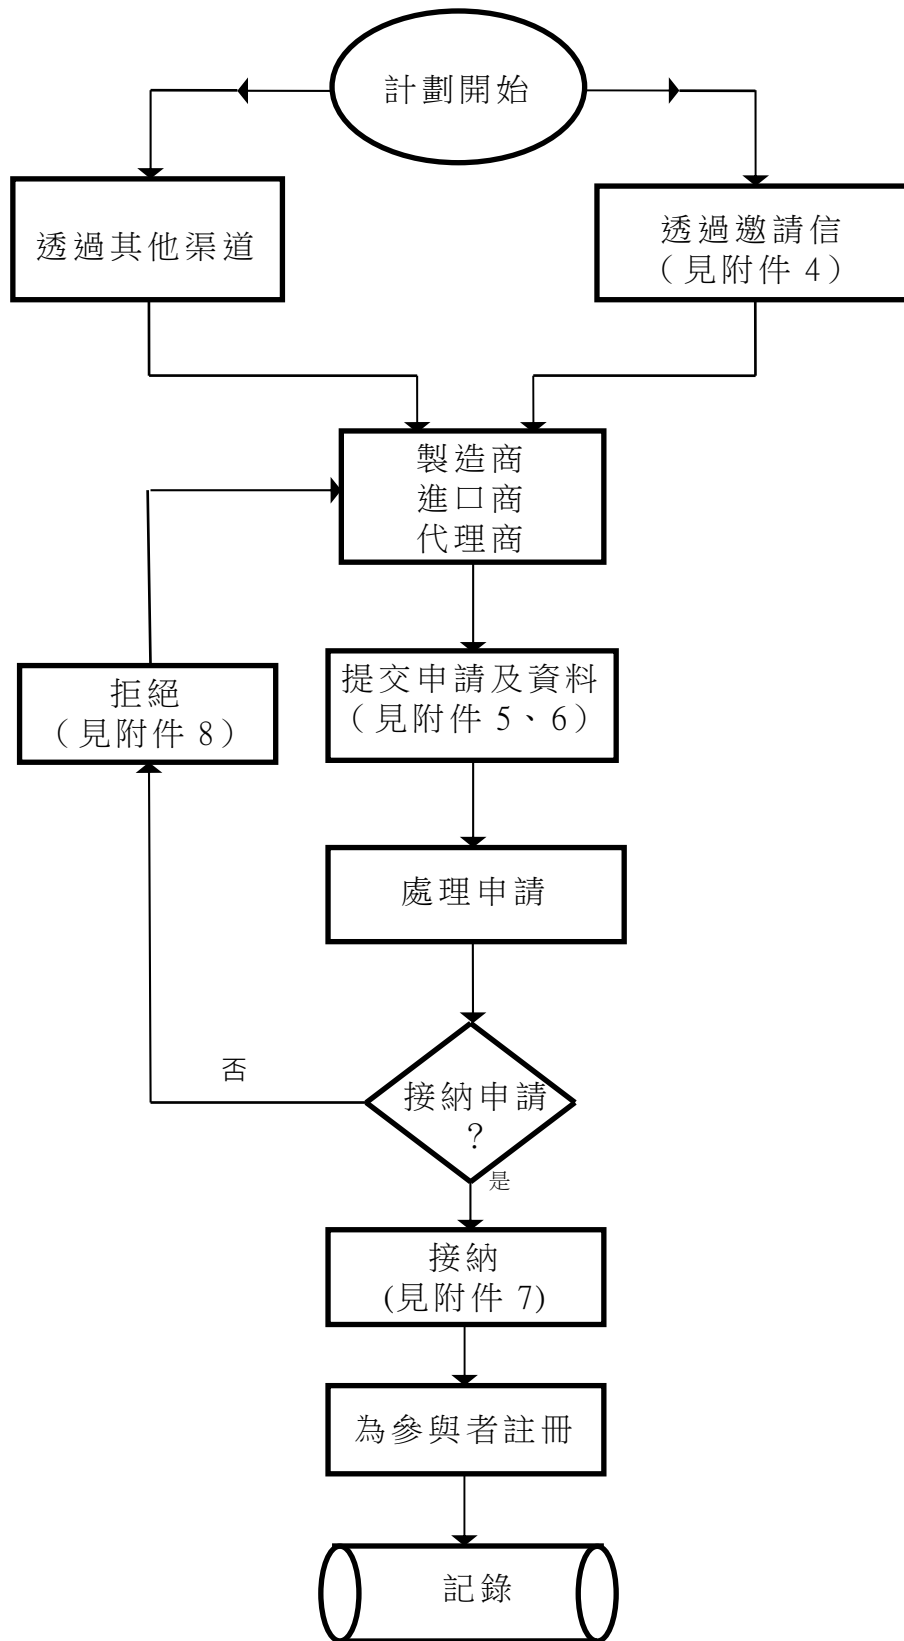 計劃開始
透過其他渠道
透過邀請信
（見附件 4）
製造商
進口商
代理商
提交申請及資料
（見附件 5、6）
拒絕
（見附件 8）
處理申請
否
接納申請
？
是
接納
(見附件 7)
為參與者註冊
記錄